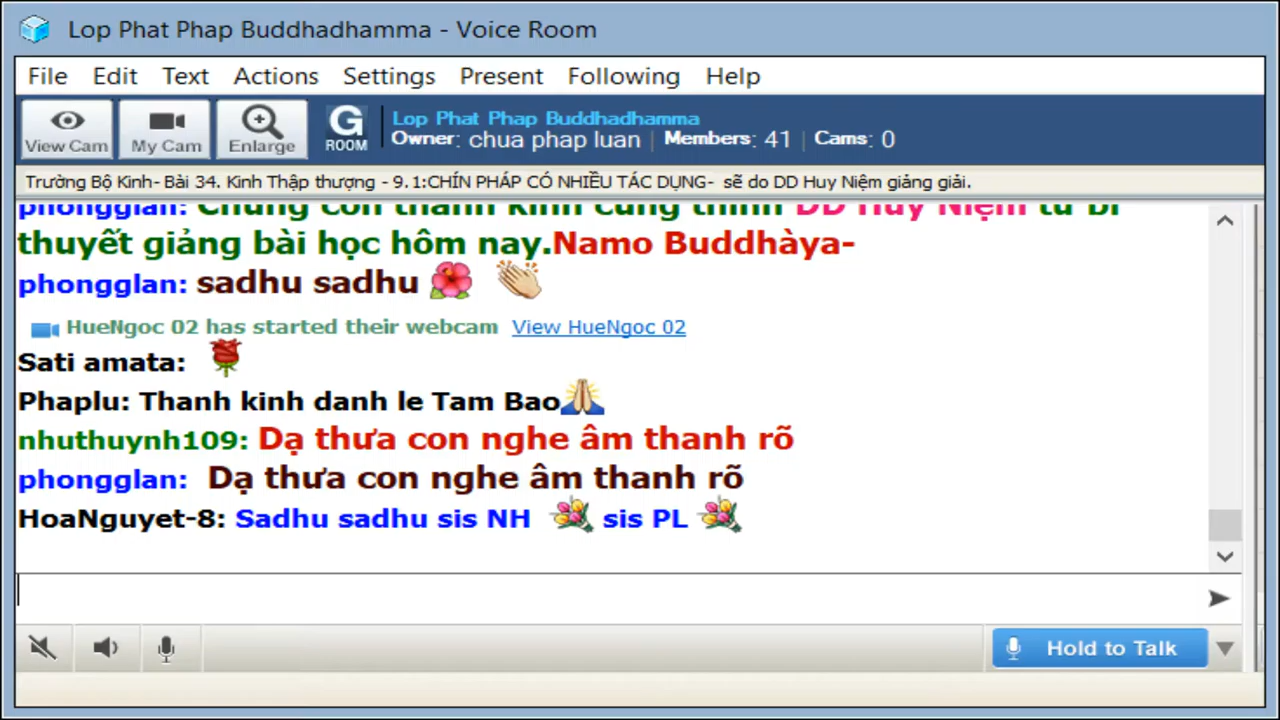 Lop Phat Phap Buddhadhamma - Voice Room
File Edit Text Actions Settings Present Following Help
View Cam My Cam Enlarge G ROOM
Lop Phat Phap Buddhadhamma
Owner: chua phap luan | Members: 41 | Cams: 0
Trường Bộ Kinh- Bài 34. Kinh Thập thượng - 9.1:CHÍN PHÁP CÓ NHIỀU TÁC DỤNG- sẽ do DD Huy Niệm giảng giải.
phongglan: Chúng con thành kính cung thỉnh DD Huy Niệm từ bi
thuyết giảng bài học hôm nay.Namo Buddhàya-
phongglan: sadhu sadhu
HueNgoc 02 has started their webcam View HueNgoc 02
Sati amata:
Phaplu: Thanh kinh danh le Tam Bao
nhuthuynh109: Dạ thưa con nghe âm thanh rõ
phongglan: Dạ thưa con nghe âm thanh rõ
HoaNguyet-8: Sadhu sadhu sis NH sis PL
Hold to Talk